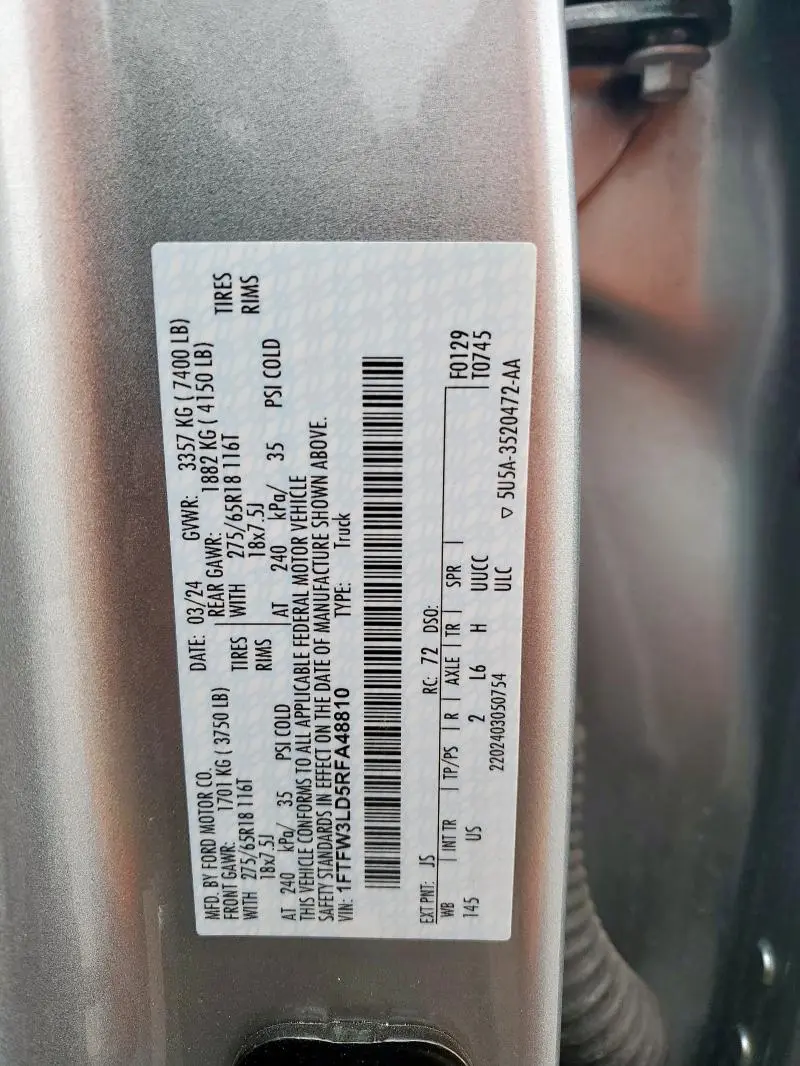 MFD. BY FORD MOTOR CO. DATE: 03/24 GVWR: 3357 KG ( 7400 LB)
FRONT GAWR: 1701 KG ( 3750 LB) REAR GAWR: 1882 KG ( 4150 LB)
WITH 275/65R18 116T TIRES WITH 275/65R18 116T TIRES
18x7.5J RIMS 18x7.5J RIMS
AT 240 kPa/ 35 PSI COLD AT 240 kPa/ 35 PSI COLD
THIS VEHICLE CONFORMS TO ALL APPLICABLE FEDERAL MOTOR VEHICLE
SAFETY STANDARDS IN EFFECT ON THE DATE OF MANUFACTURE SHOWN ABOVE.
VIN: 1FTFW3LD5RFA48810 TYPE: Truck
EXT PNT: JS RC: 72 DSO: F0129
WB INT TR TP/PS R AXLE TR SPR T0745
145 US 2 L6 H UUCC
2202403050754 ULC ▽ 5U5A-3520472-AA